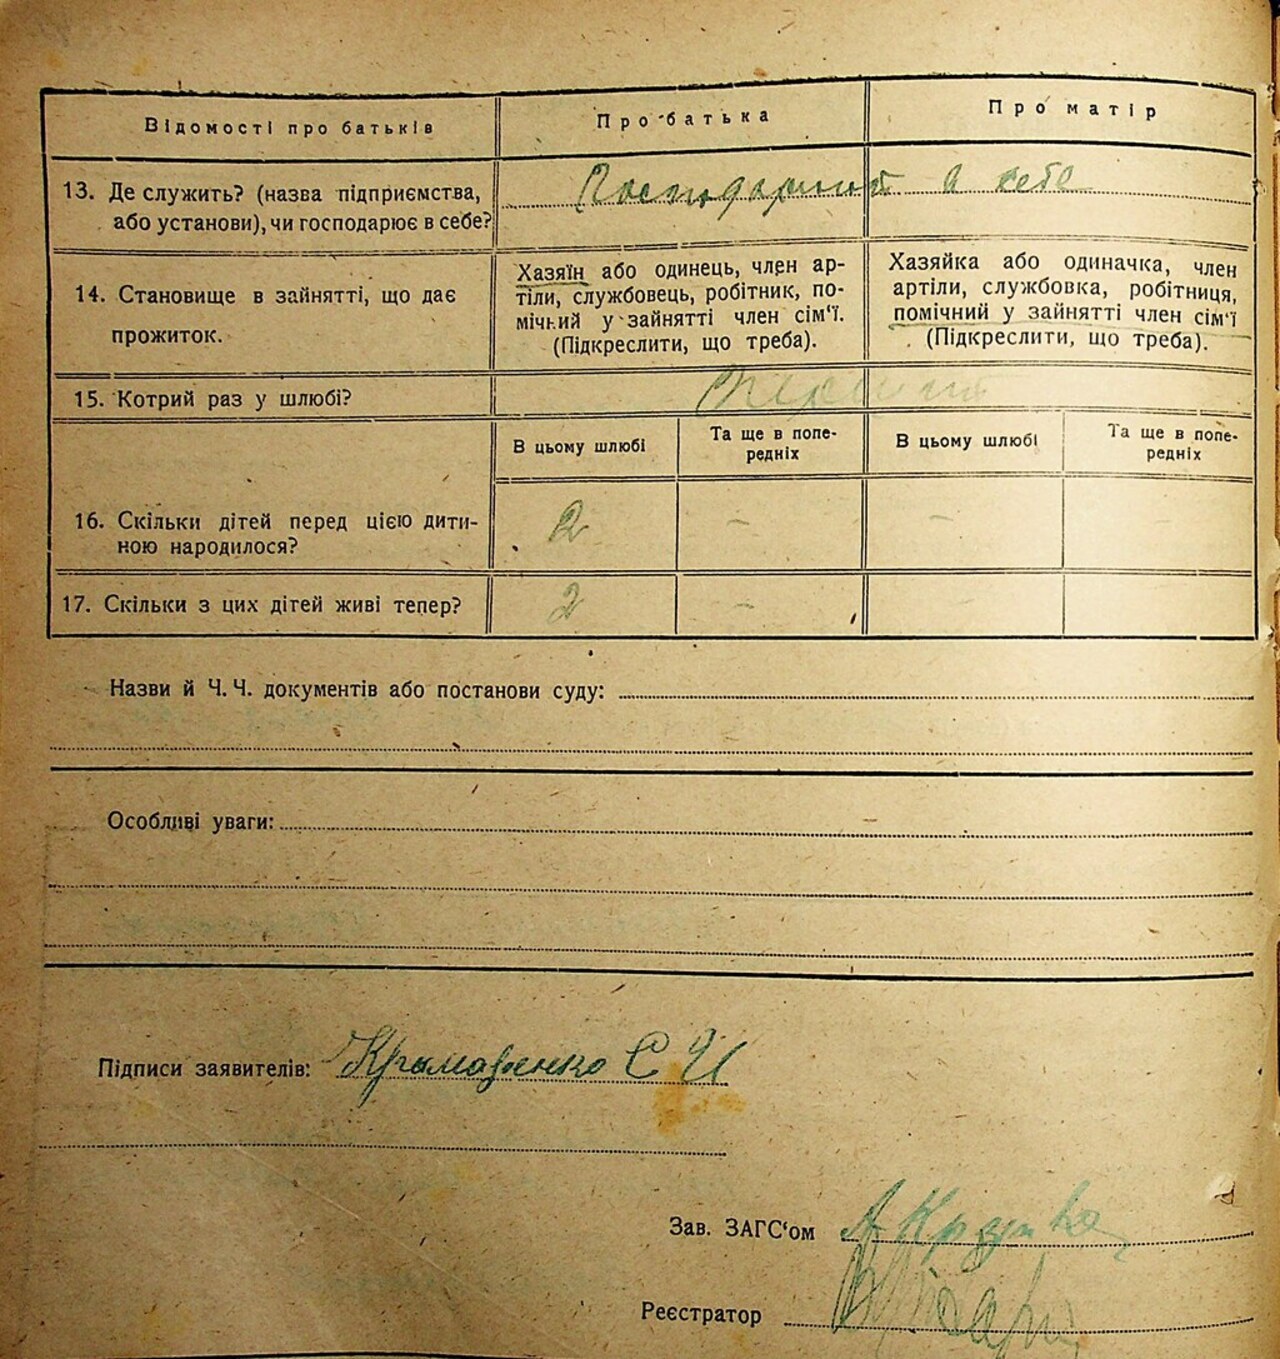 Відомості про батьків
Про батька
Про матір
13. Де служить? (назва підприємства,
або установи), чи господарює в себе?
в себе
14. Становище в зайнятті, що дає
прожиток.
Хазяїн або одинець, член ар-
тіли, службовець, робітник, по-
мічний у зайнятті член сім‘ї.
(Підкреслити, що треба).
Хазяйка або одиначка, член
артіли, службовка, робітниця,
помічний у зайнятті член сім‘ї
(Підкреслити, що треба).
15. Котрий раз у шлюбі?
В цьому шлюбі
Та ще в попе-
редніх
В цьому шлюбі
Та ще в попе-
редніх
16. Скільки дітей перед цією дити-
ною народилося?
2 – –
17. Скільки з цих дітей живі тепер?
2 –
Назви й Ч. Ч. документів або постанови суду:
Особливі уваги:
Підписи заявителів: Крамаренко С И
Зав. ЗАГС‘ом
Реєстратор